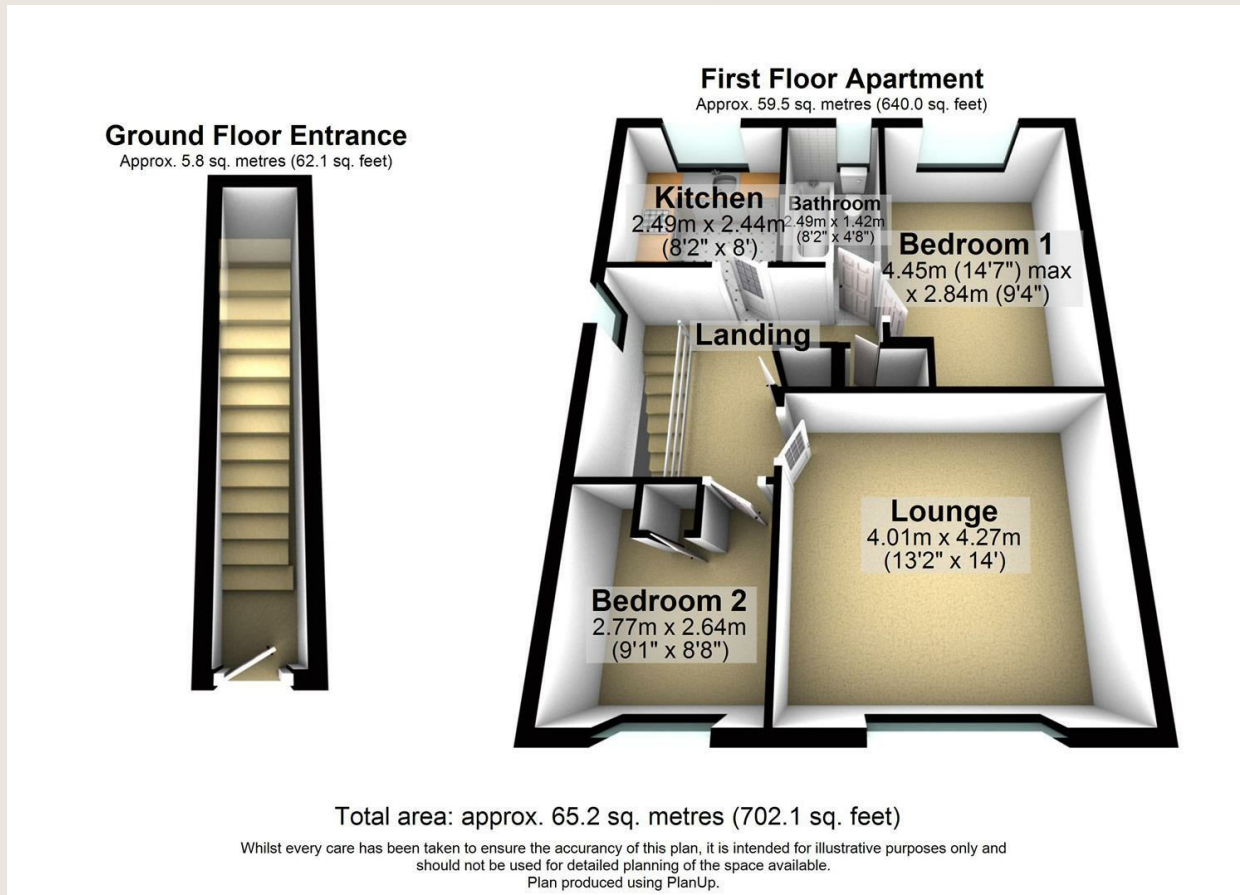 First Floor Apartment
Approx. 59.5 sq. metres (640.0 sq. feet)
Ground Floor Entrance
Approx. 5.8 sq. metres (62.1 sq. feet)
Kitchen
2.49m x 2.44m
(8'2" x 8')
Bathroom
2.49m x 1.42m
(8'2" x 4'8")
Bedroom 1
4.45m (14'7") max
x 2.84m (9'4")
Landing
Lounge
4.01m x 4.27m
(13'2" x 14')
Bedroom 2
2.77m x 2.64m
(9'1" x 8'8")
Total area: approx. 65.2 sq. metres (702.1 sq. feet)
Whilst every care has been taken to ensure the accurancy of this plan, it is intended for illustrative purposes only and
should not be used for detailed planning of the space available.
Plan produced using PlanUp.